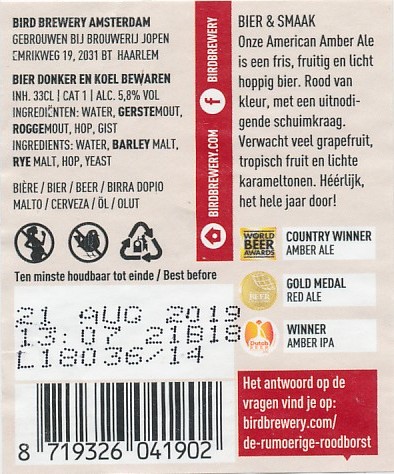 BIRD BREWERY AMSTERDAM
GEBROUWEN BIJ BROUWERIJ JOPEN
EMRIKWEG 19, 2031 BT HAARLEM
BIER DONKER EN KOEL BEWAREN
INH. 33CL | CAT 1 | ALC. 5,8% VOL
INGREDIËNTEN: WATER, GERSTEMOUT,
ROGGEMOUT, HOP, GIST
INGREDIENTS: WATER, BARLEY MALT,
RYE MALT, HOP, YEAST
BIÈRE / BIER / BEER / BIRRA DOPIO
MALTO / CERVEZA / ÖL / OLUT
Ten minste houdbaar tot einde / Best before
21 AUG 2019
13:07 21B18
L18036/14
8 719326 041902
BIRDBREWERY.COM
f BIRDBREWERY
BIER & SMAAK
Onze American Amber Ale
is een fris, fruitig en licht
hoppig bier. Rood van
kleur, met een uitnodi-
gende schuimkraag.
Verwacht veel grapefruit,
tropisch fruit en lichte
karameltonen. Héérlijk,
het hele jaar door!
WORLD
BEER
AWARDS
COUNTRY WINNER
AMBER ALE
BEER
GOLD MEDAL
RED ALE
Dutch
WINNER
AMBER IPA
Het antwoord op de
vragen vind je op:
birdbrewery.com/
de-rumoerige-roodborst